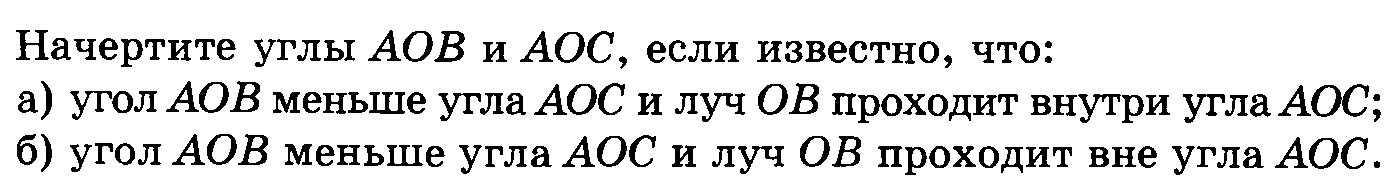 Начертите углы AOB и AOC, если известно, что:
а) угол AOB меньше угла AOC и луч OB проходит внутри угла AOC;
б) угол AOB меньше угла AOC и луч OB проходит вне угла AOC.